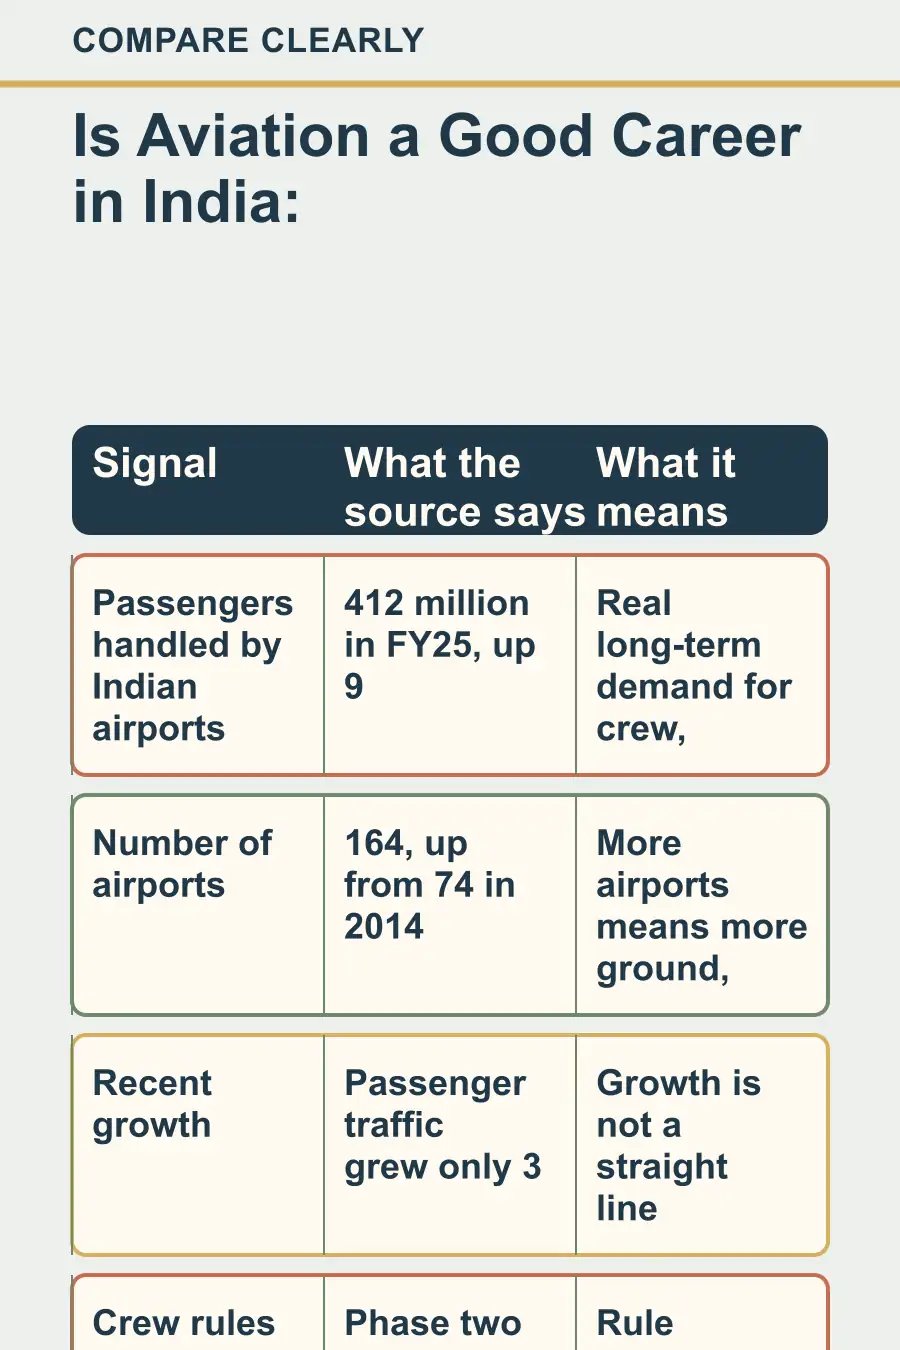 COMPARE CLEARLY
Is Aviation a Good Career
in India:
Signal
What the
source says
What it
means
Passengers
handled by
Indian
airports
412 million
in FY25, up
9
Real
long-term
demand for
crew,
Number of
airports
164, up
from 74 in
2014
More
airports
means more
ground,
Recent
growth
Passenger
traffic
grew only 3
Growth is
not a
straight
line
Crew rules
Phase two
Rule